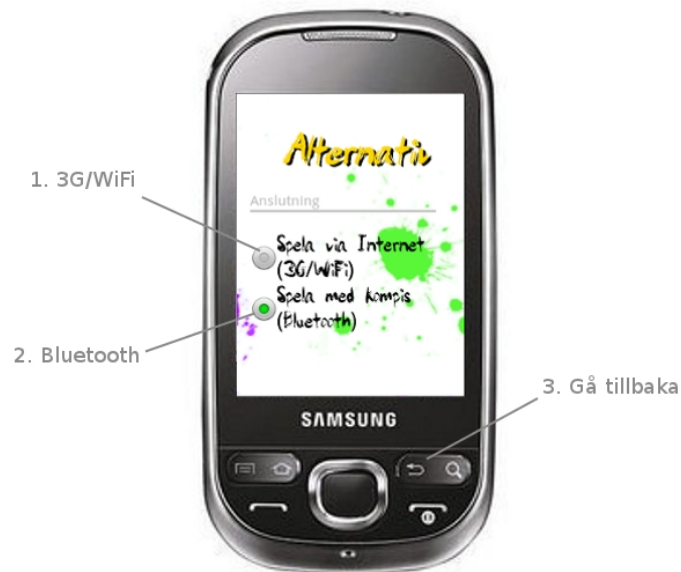 Alternativ
1. 3G/WiFi
Anslutning
Spela via Internet
(3G/WiFi)
Spela med kompis
(Bluetooth)
2. Bluetooth
3. Gå tillbaka
SAMSUNG